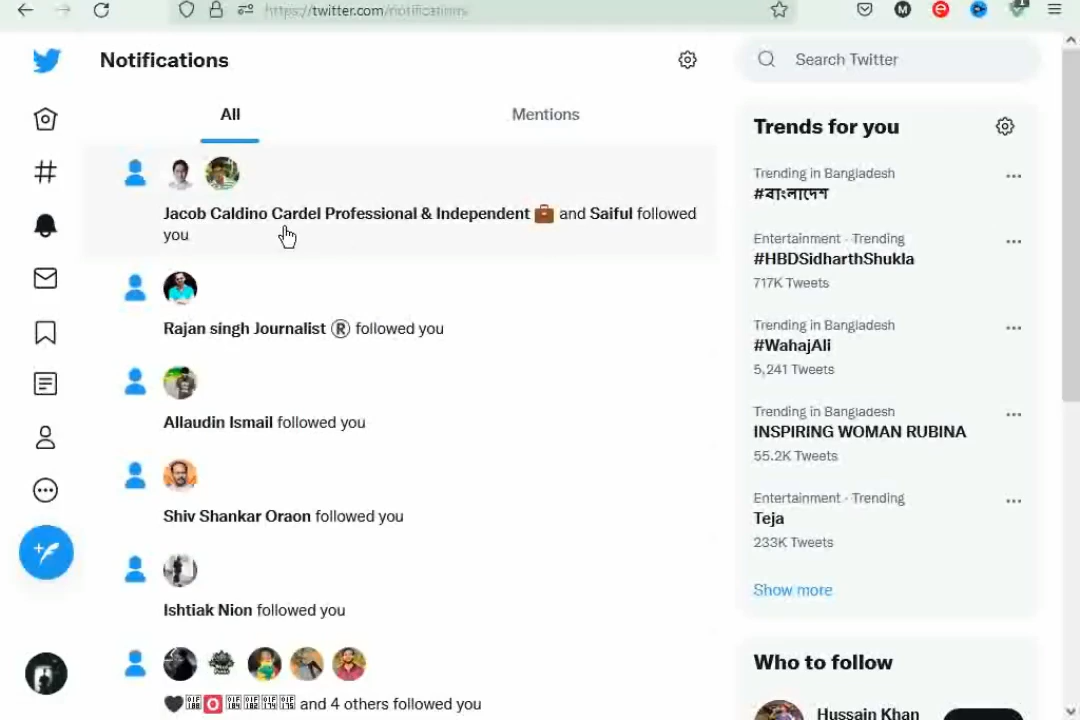 https://twitter.com/notifications
Notifications
Search Twitter
All
Mentions
Jacob Caldino Cardel Professional & Independent 💼 and Saiful followed
you
Rajan singh Journalist Ⓡ followed you
Allaudin Ismail followed you
Shiv Shankar Oraon followed you
Ishtiak Nion followed you
and 4 others followed you
Trends for you
Trending in Bangladesh
#বাংলাদেশ
Entertainment · Trending
#HBDSidharthShukla
717K Tweets
Trending in Bangladesh
#WahajAli
5,241 Tweets
Trending in Bangladesh
INSPIRING WOMAN RUBINA
55.2K Tweets
Entertainment · Trending
Teja
233K Tweets
Show more
Who to follow
Hussain Khan